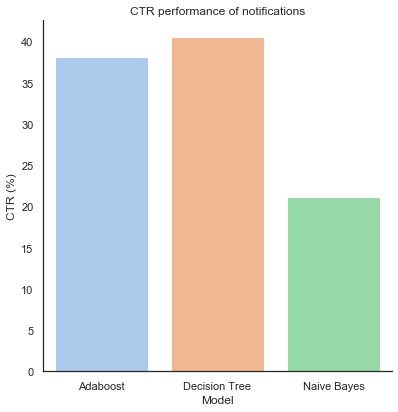 CTR performance of notifications
CTR (%)
40
35
30
25
20
15
10
5
0
Adaboost Decision Tree Naive Bayes
Model